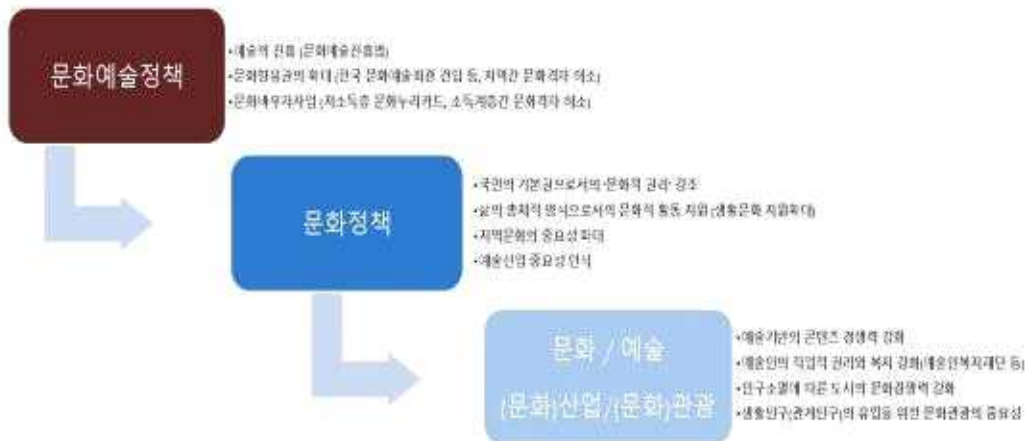 문화예술정책
•예술의 진흥 (문화예술진흥법)
•문화향유권의 확대 (전국 문화예술회관 건립 등, 지역간 문화격차 해소)
•문화바우처사업 (저소득층 문화누리카드, 소득계층간 문화격차 해소)
문화정책
•국민의 기본권으로서의 '문화적 권리' 강조
•삶의 총체적 양식으로서의 문화적 활동 지원 (생활문화 지원확대)
•지역문화의 중요성 확대
•예술산업 중요성 인식
문화 / 예술
(문화)산업/(문화)관광
•예술기반의 콘텐츠 경쟁력 강화
•예술인의 직업적 권리와 복지 강화(예술인복지재단 등)
•인구소멸에 따른 도시의 문화경쟁력 강화
•생활인구(관계인구)의 유입을 위한 문화관광의 중요성